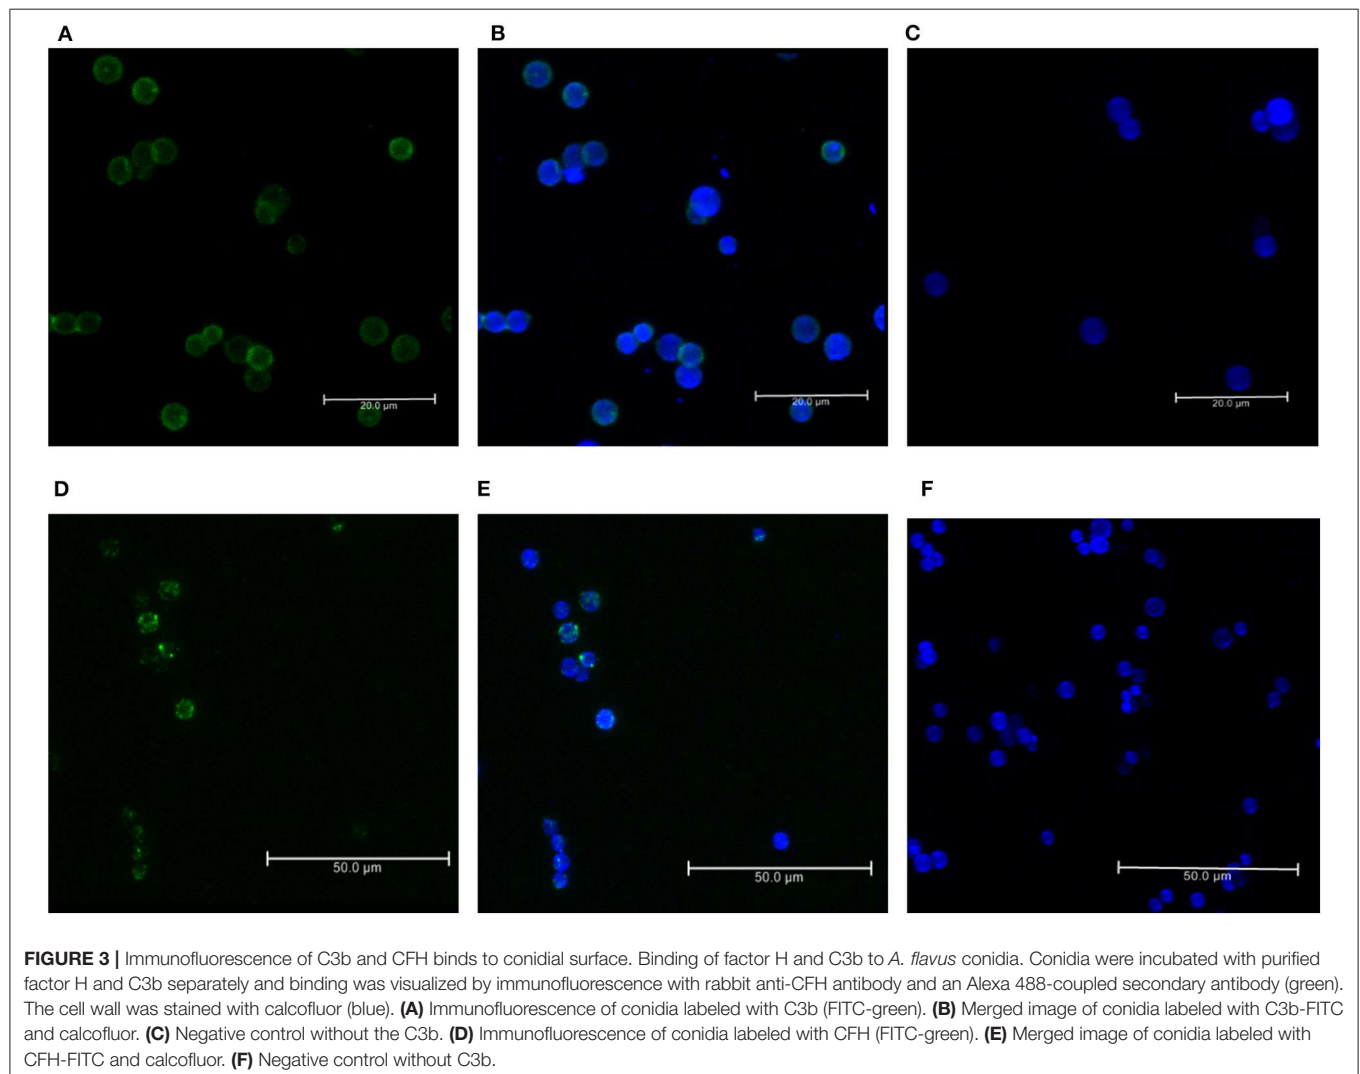 A
B
C
20.0 µm
20.0 µm
20.0 µm
D
E
F
50.0 µm
50.0 µm
50.0 µm
FIGURE 3 | Immunofluorescence of C3b and CFH binds to conidial surface. Binding of factor H and C3b to A. flavus conidia. Conidia were incubated with purified
factor H and C3b separately and binding was visualized by immunofluorescence with rabbit anti-CFH antibody and an Alexa 488-coupled secondary antibody (green).
The cell wall was stained with calcofluor (blue). (A) Immunofluorescence of conidia labeled with C3b (FITC-green). (B) Merged image of conidia labeled with C3b-FITC
and calcofluor. (C) Negative control without the C3b. (D) Immunofluorescence of conidia labeled with CFH (FITC-green). (E) Merged image of conidia labeled with
CFH-FITC and calcofluor. (F) Negative control without C3b.